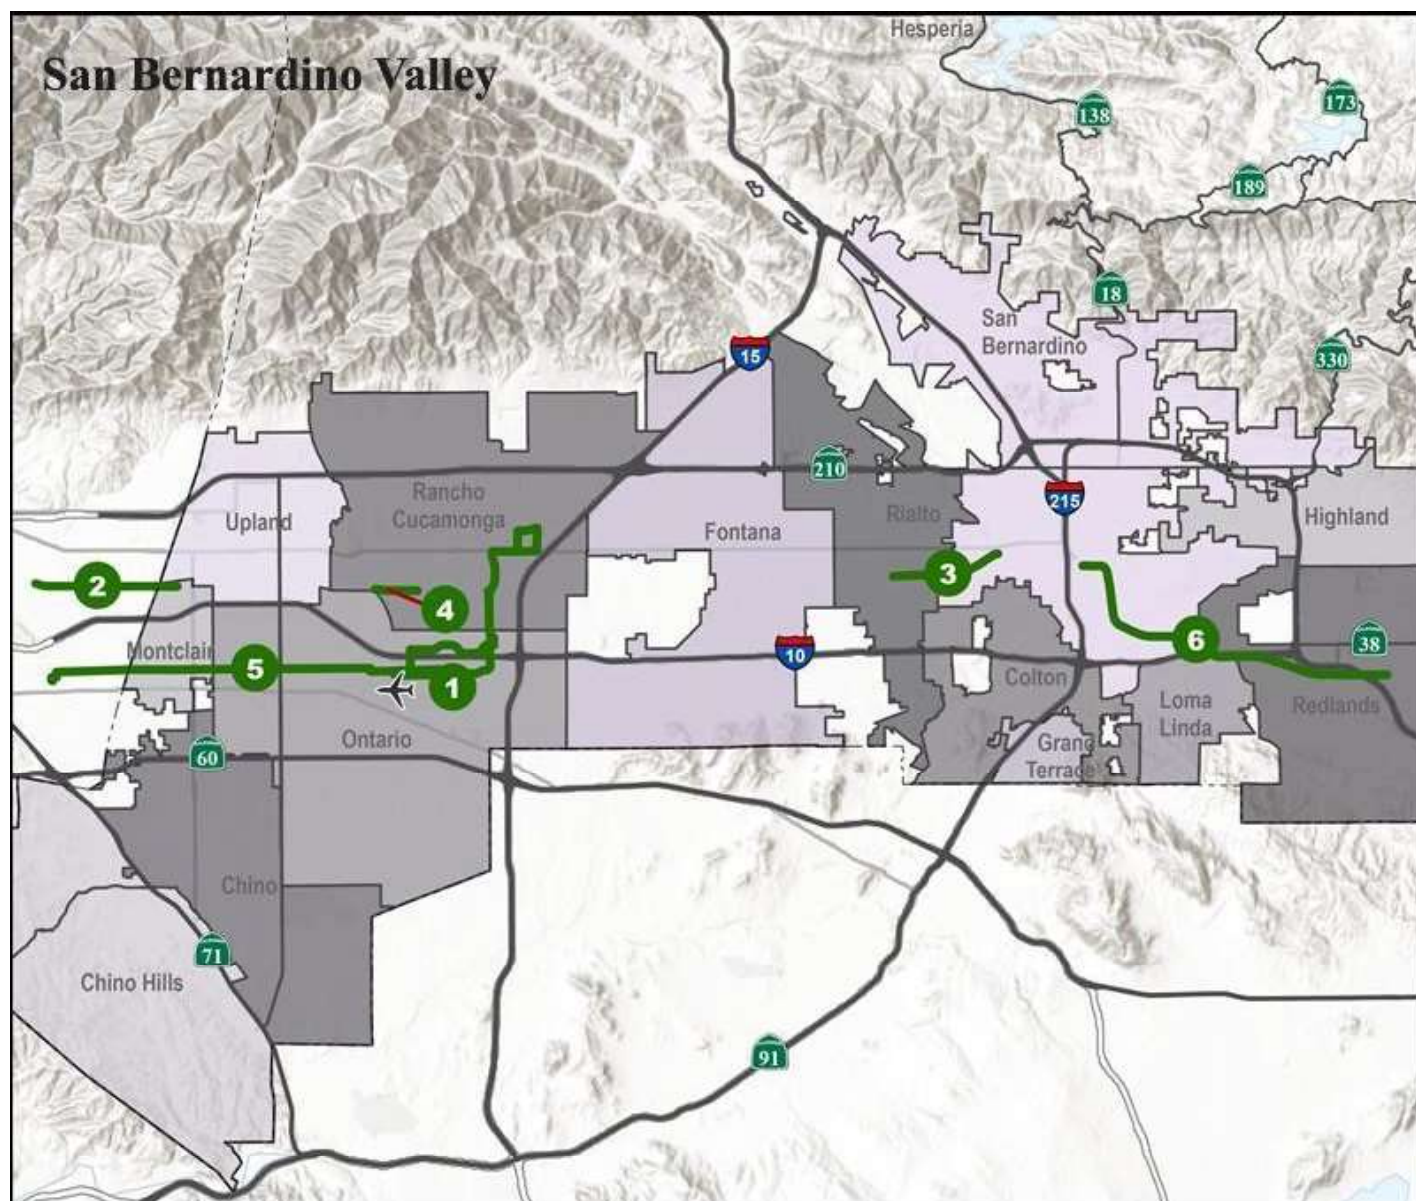 Hesperia
San Bernardino Valley
138
173
189
18
San
Bernardino
15
330
210
Rancho
Cucamonga
Upland
215
Rialto
Highland
Fontana
2
3
4
6
38
10
Montclair
5
1
Colton
Loma
Linda
Redlands
Ontario
Grand
Terrace
60
Chino
71
Chino Hills
91